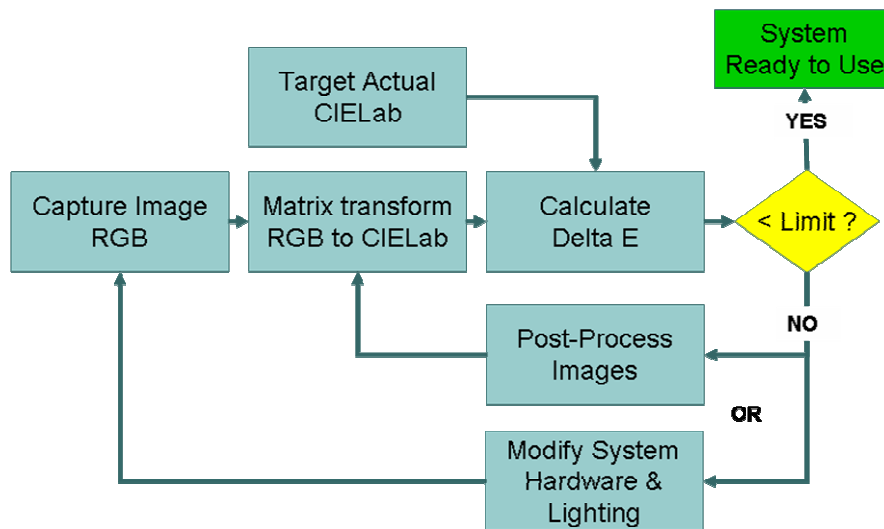 System
Ready to Use
Target Actual
CIELab
YES
Capture Image
RGB
Matrix transform
RGB to CIELab
Calculate
Delta E
< Limit ?
NO
Post-Process
Images
OR
Modify System
Hardware &
Lighting